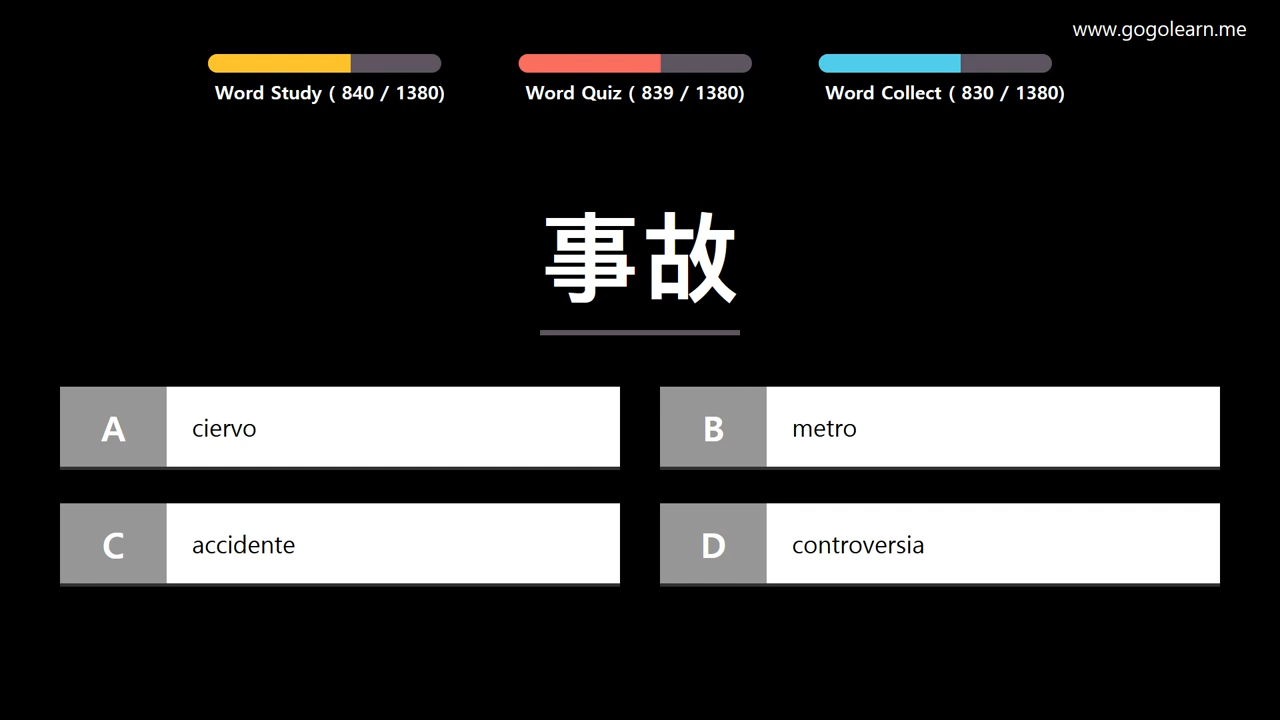 www.gogolearn.me
Word Study ( 840 / 1380)
Word Quiz ( 839 / 1380)
Word Collect ( 830 / 1380)
事故
A ciervo
B metro
C accidente
D controversia